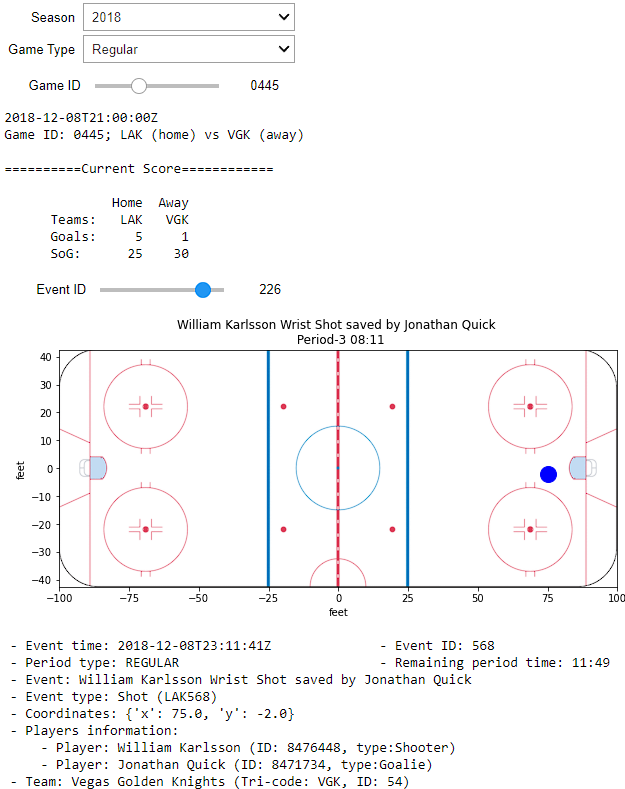 Season 2018
Game Type Regular
Game ID 0445
2018-12-08T21:00:00Z
Game ID: 0445; LAK (home) vs VGK (away)
==========Current Score============
Home Away
Teams: LAK VGK
Goals: 5 1
SoG: 25 30
Event ID 226
William Karlsson Wrist Shot saved by Jonathan Quick
Period-3 08:11
40
30
20
10
0
−10
−20
−30
−40
feet
−100 −75 −50 −25 0 25 50 75 100
feet
- Event time: 2018-12-08T23:11:41Z - Event ID: 568
- Period type: REGULAR - Remaining period time: 11:49
- Event: William Karlsson Wrist Shot saved by Jonathan Quick
- Event type: Shot (LAK568)
- Coordinates: {'x': 75.0, 'y': -2.0}
- Players information:
- Player: William Karlsson (ID: 8476448, type:Shooter)
- Player: Jonathan Quick (ID: 8471734, type:Goalie)
- Team: Vegas Golden Knights (Tri-code: VGK, ID: 54)